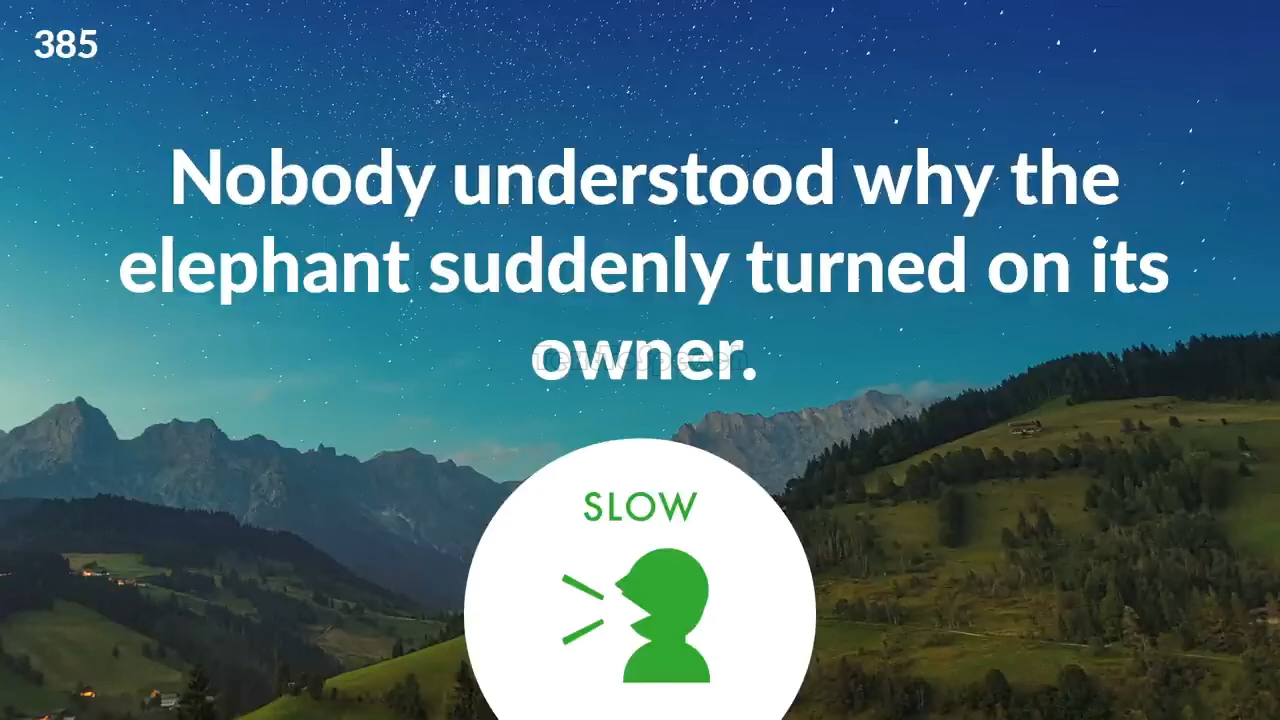 385
Nobody understood why the
elephant suddenly turned on its
owner.
SLOW